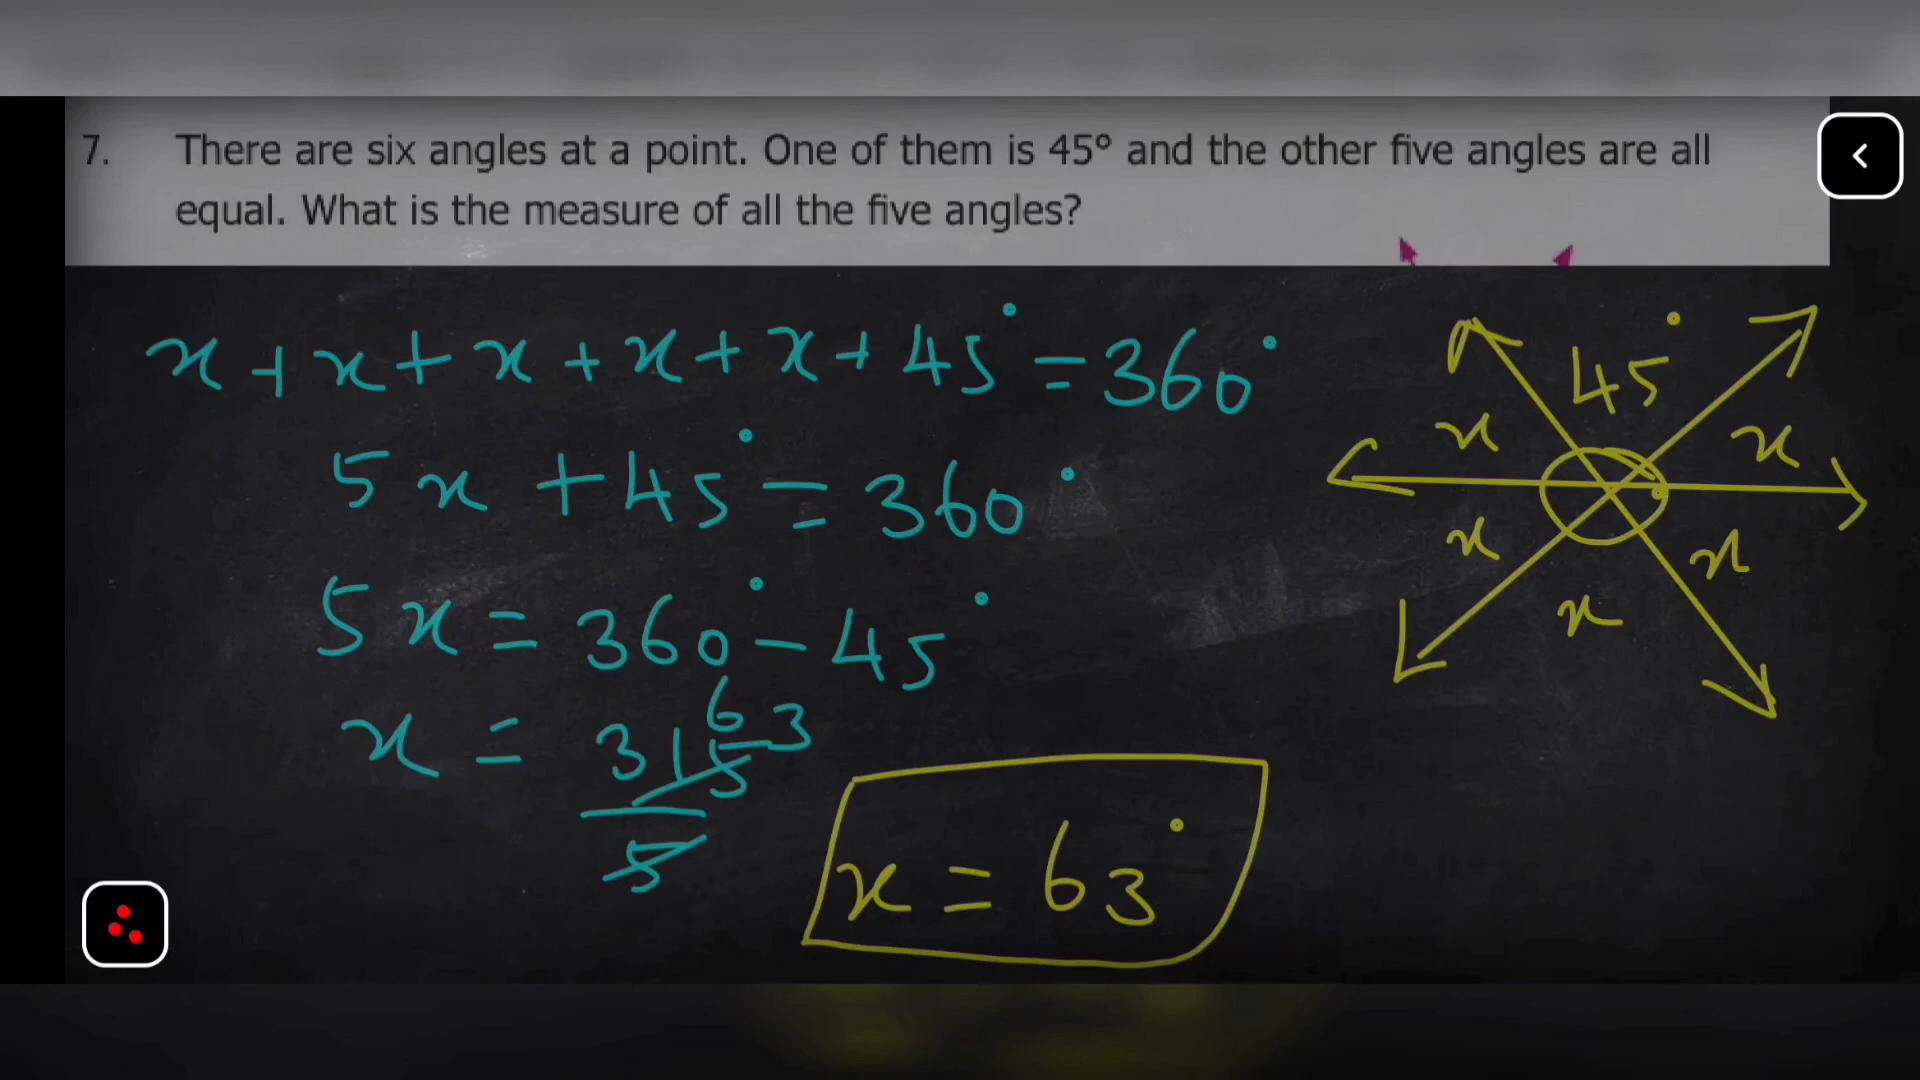 7. There are six angles at a point. One of them is 45° and the other five angles are all
equal. What is the measure of all the five angles?
x + x + x + x + x + 45° = 360°
5x + 45° = 360°
5x = 360° - 45°
x = 315/5 63
x = 63°
45°
x
x
x
x
x